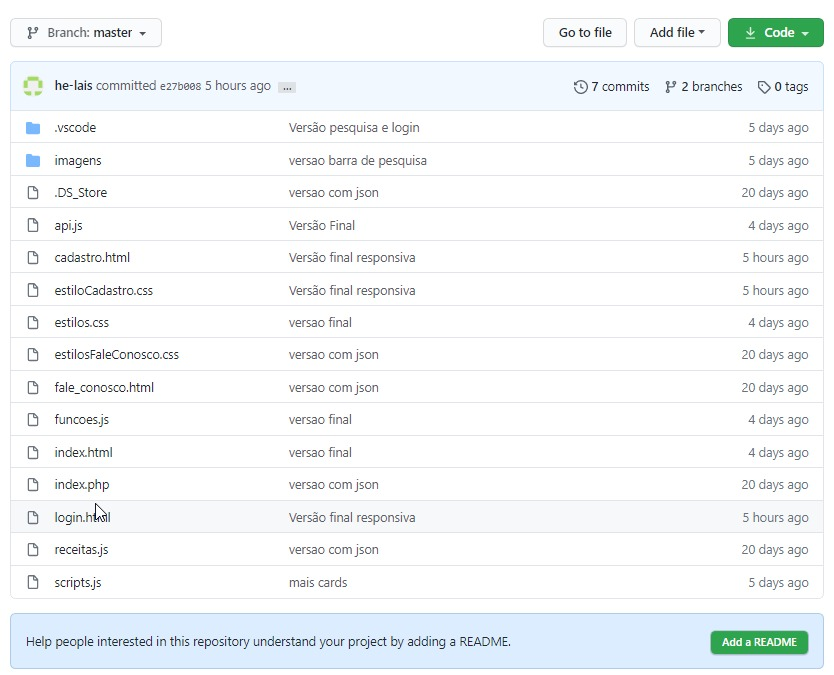 Branch: master
Go to file
Add file
Code
he-lais committed e27b008 5 hours ago ...
7 commits
2 branches
0 tags
.vscode Versão pesquisa e login 5 days ago
imagens versao barra de pesquisa 5 days ago
.DS_Store versao com json 20 days ago
api.js Versão Final 4 days ago
cadastro.html Versão final responsiva 5 hours ago
estiloCadastro.css Versão final responsiva 5 hours ago
estilos.css versao final 4 days ago
estilosFaleConosco.css versao com json 20 days ago
fale_conosco.html versao com json 20 days ago
funcoes.js versao final 4 days ago
index.html versao final 4 days ago
index.php versao com json 20 days ago
login.html Versão final responsiva 5 hours ago
receitas.js versao com json 20 days ago
scripts.js mais cards 5 days ago
Help people interested in this repository understand your project by adding a README.
Add a README